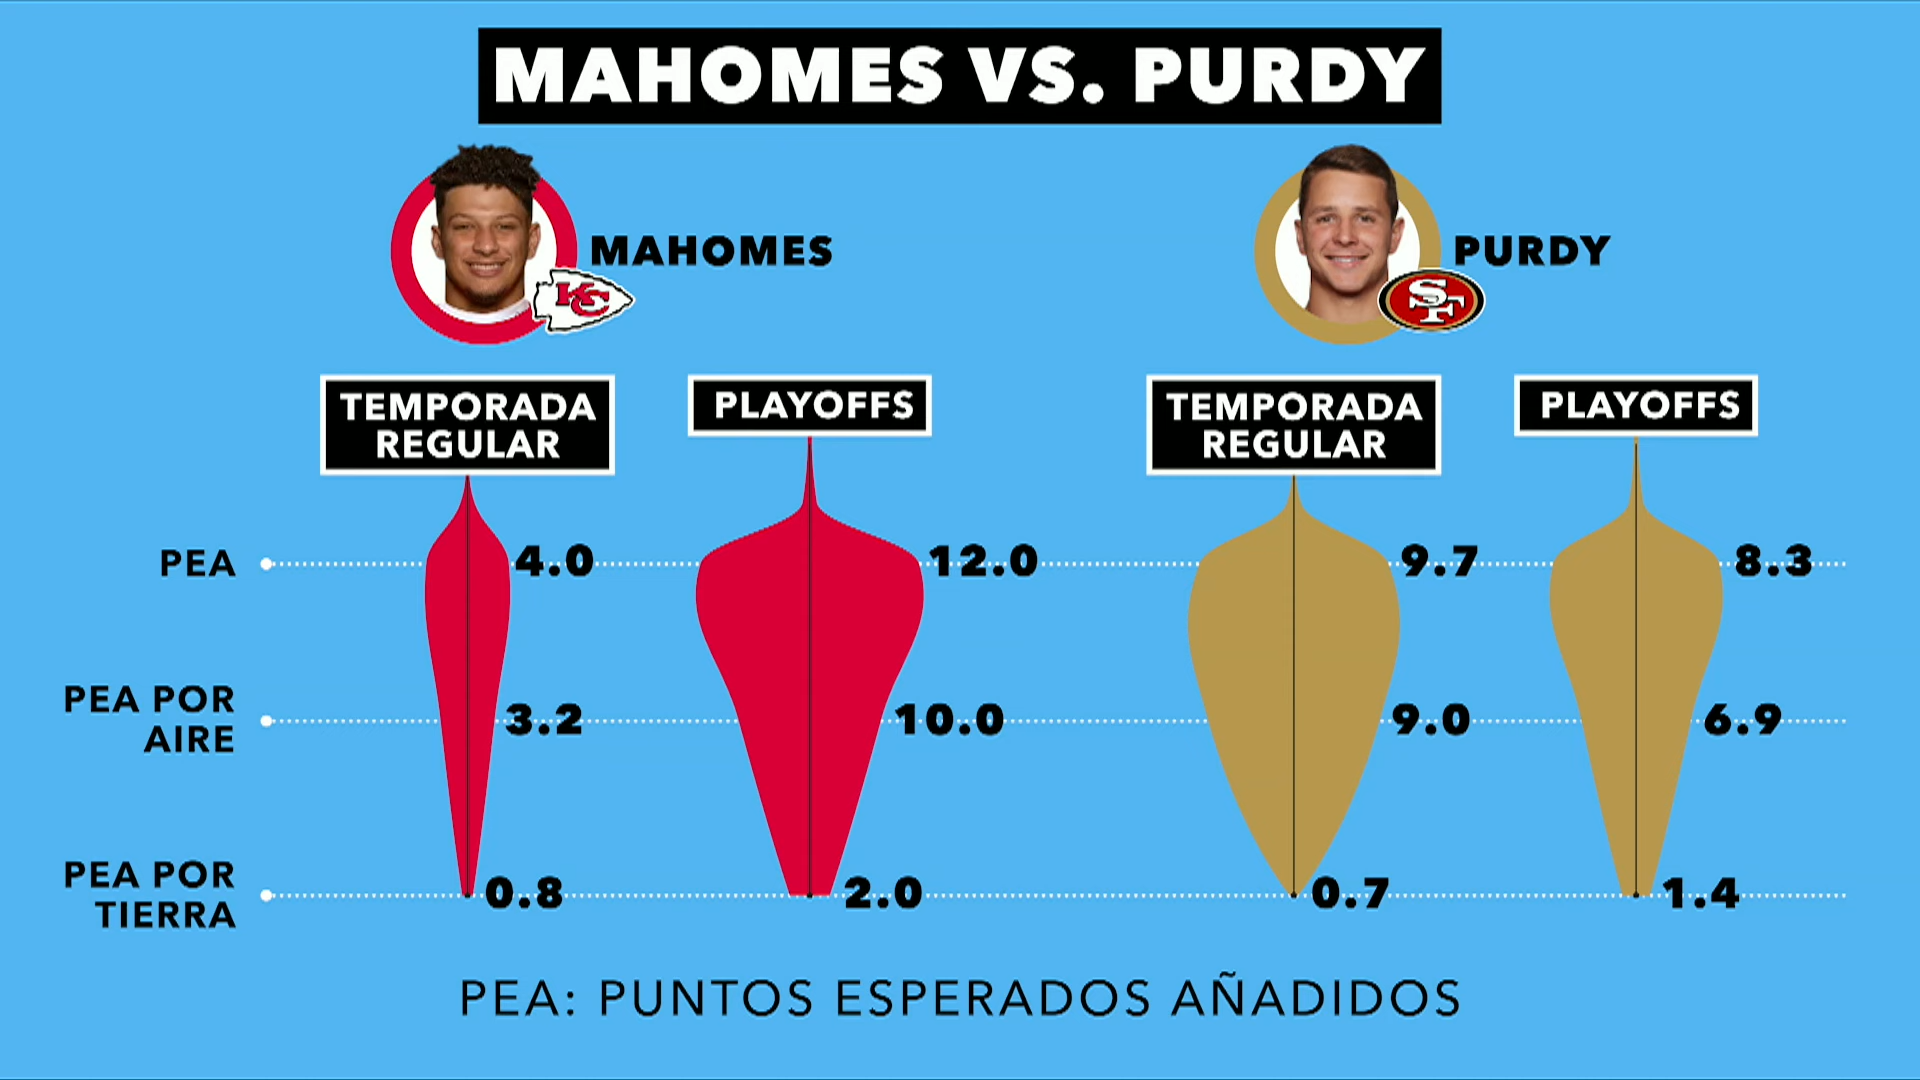 MAHOMES VS. PURDY
MAHOMES
KC
PURDY
SF
TEMPORADA
REGULAR
PLAYOFFS
TEMPORADA
REGULAR
PLAYOFFS
PEA
4.0
12.0
9.7
8.3
PEA POR
AIRE
3.2
10.0
9.0
6.9
PEA POR
TIERRA
0.8
2.0
0.7
1.4
PEA: PUNTOS ESPERADOS AÑADIDOS